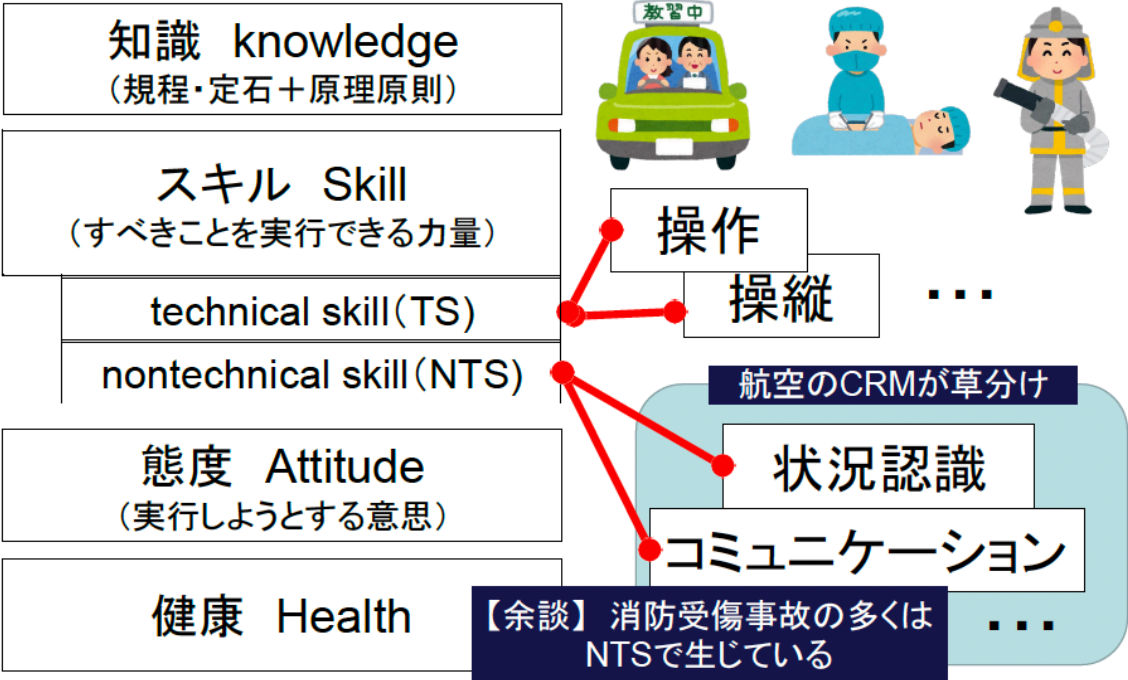 教習中
知識 knowledge
（規程・定石＋原理原則）
スキル Skill
（すべきことを実行できる力量）
technical skill（TS）
nontechnical skill（NTS）
操作
操縦
・・・
航空のCRMが草分け
状況認識
コミュニケーション
・・・
態度 Attitude
（実行しようとする意思）
健康 Health
【余談】 消防受傷事故の多くは
NTSで生じている